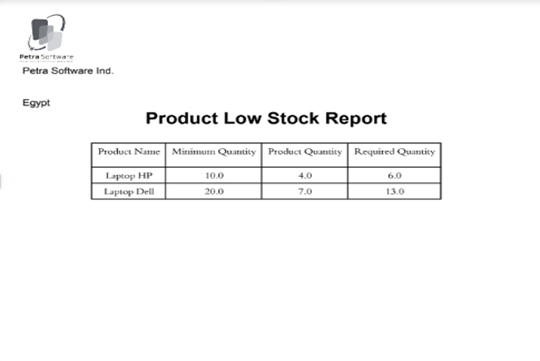 Petra Software
Petra Software Ind.
Egypt
Product Low Stock Report
Product Name Minimum Quantity Product Quantity Required Quantity
Laptop HP 10.0 4.0 6.0
Laptop Dell 20.0 7.0 13.0